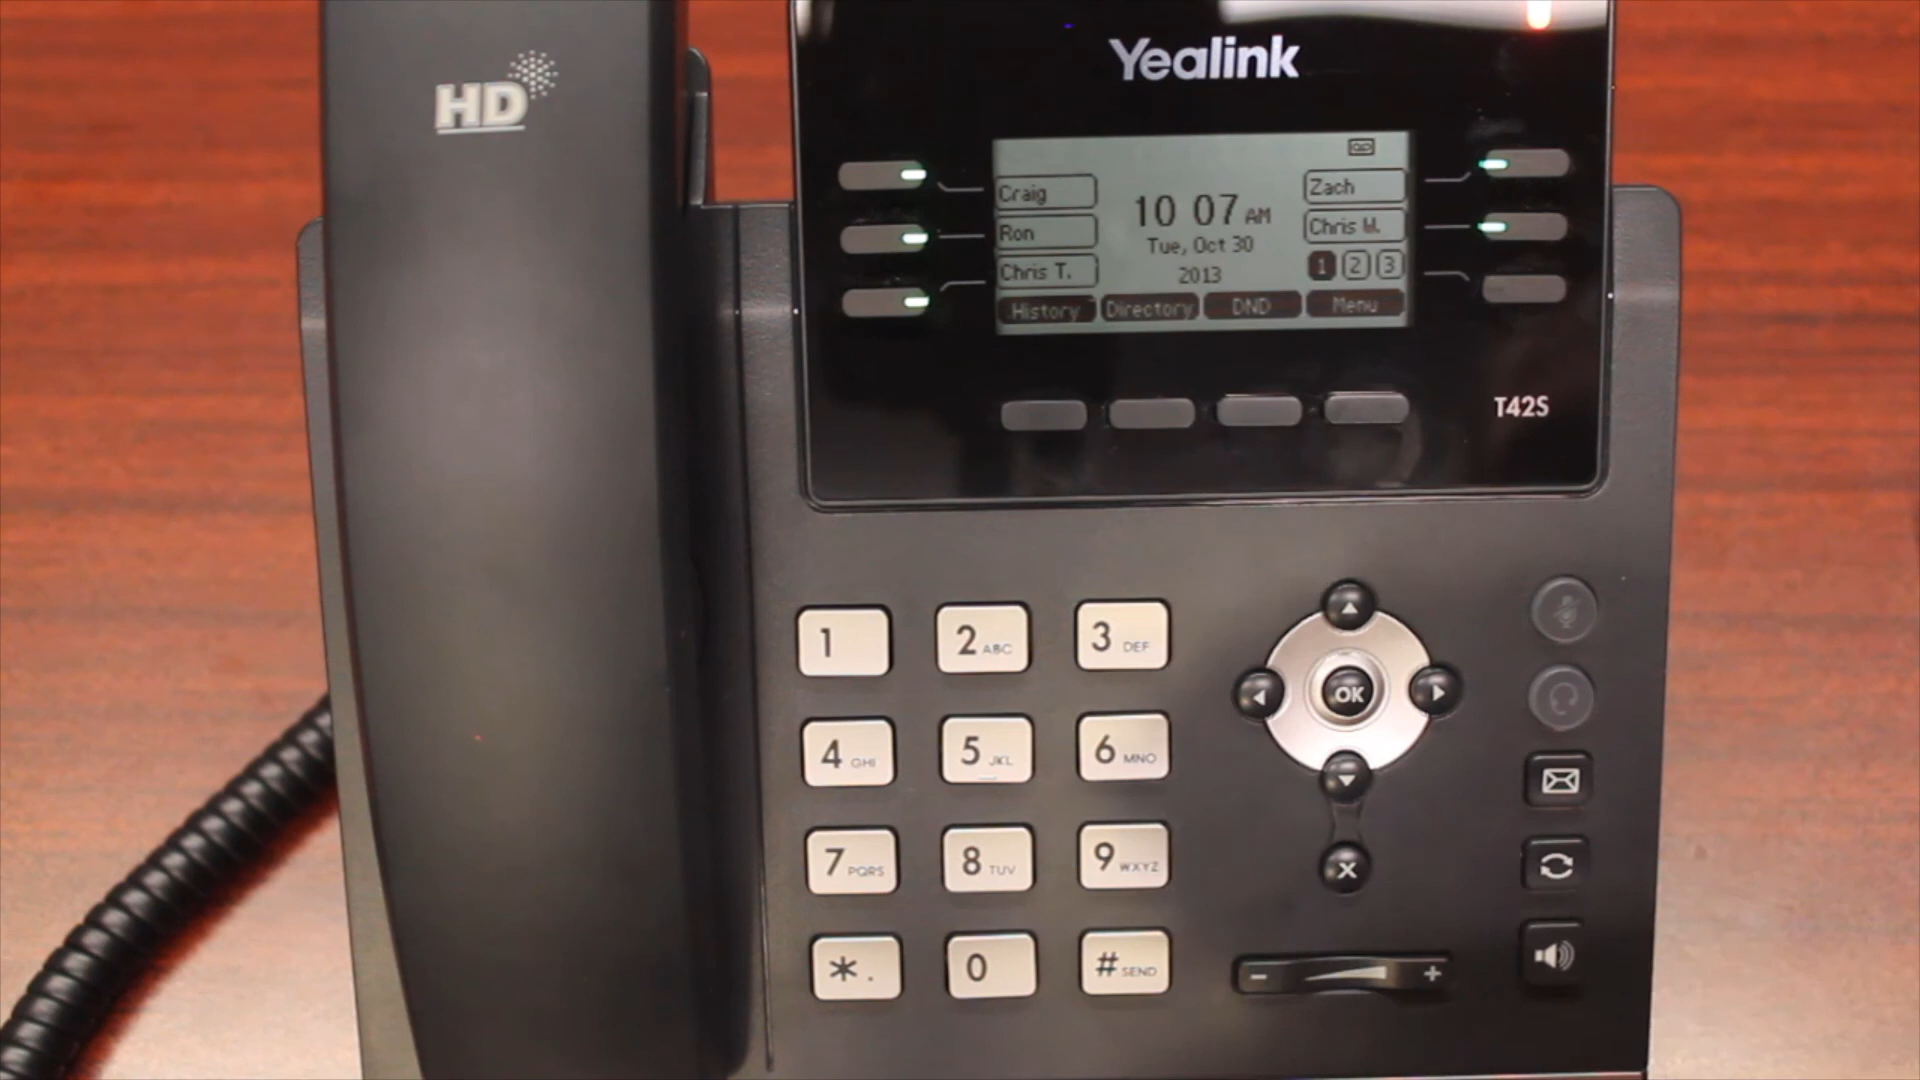 HD
Yealink
Craig
Zach
10 07 AM
Ron
Chris W.
Tue, Oct 30
Chris T.
1 2 3
2013
History Directory DND Menu
T42S
1
2 ABC
3 DEF
4 GHI
5 JKL
6 MNO
OK
7 PQRS
8 TUV
9 WXYZ
X
* .
0
# SEND
- +